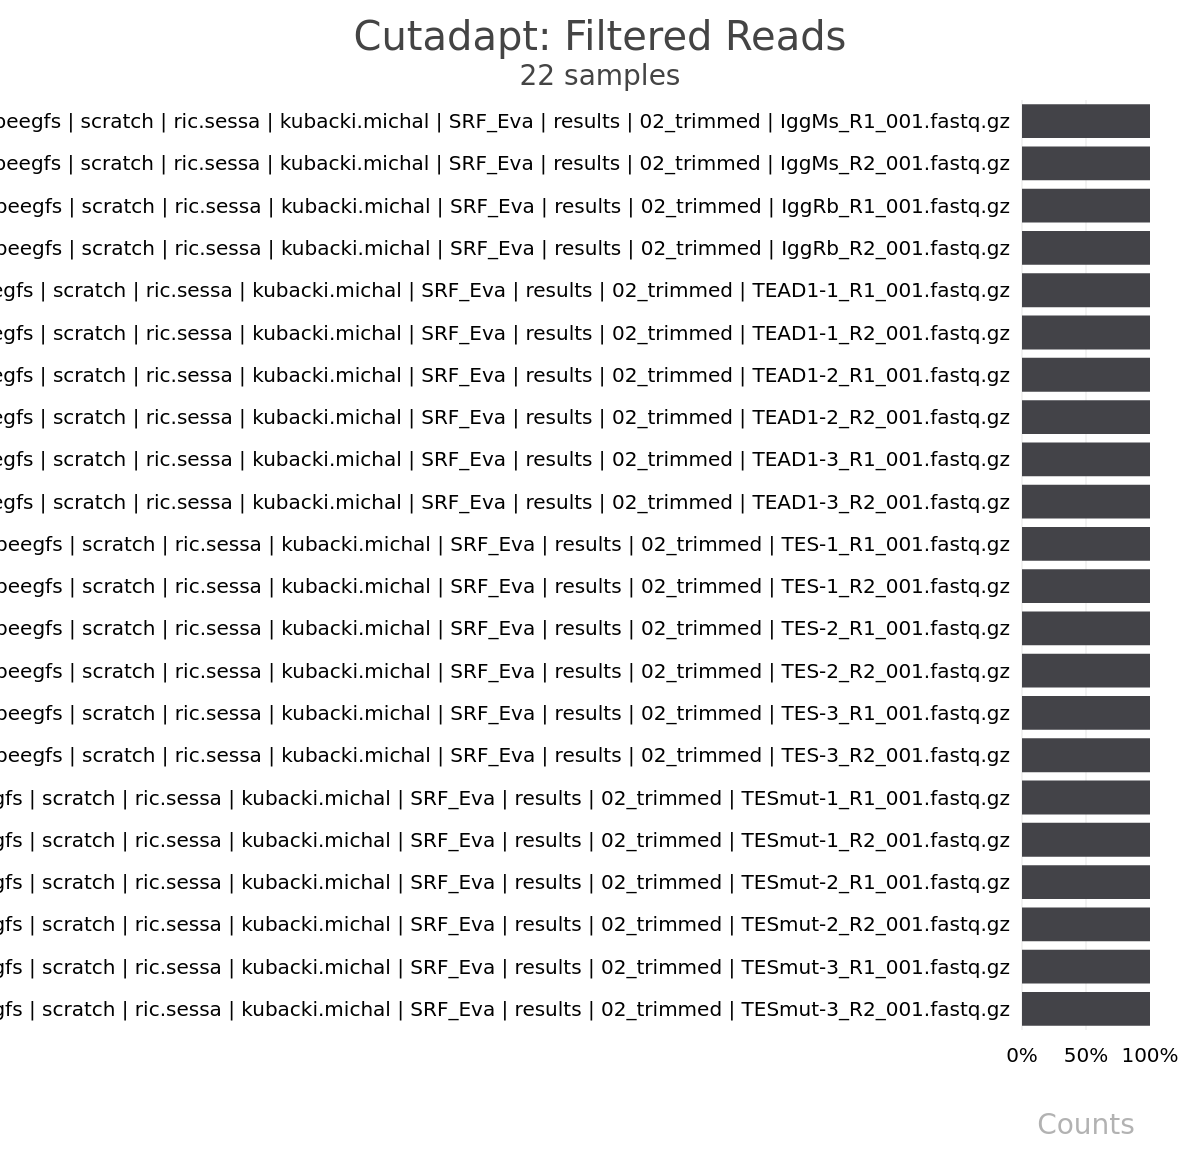 Cutadapt: Filtered Reads
22 samples
beegfs | scratch | ric.sessa | kubacki.michal | SRF_Eva | results | 02_trimmed | IggMs_R1_001.fastq.gz
beegfs | scratch | ric.sessa | kubacki.michal | SRF_Eva | results | 02_trimmed | IggMs_R2_001.fastq.gz
beegfs | scratch | ric.sessa | kubacki.michal | SRF_Eva | results | 02_trimmed | IggRb_R1_001.fastq.gz
beegfs | scratch | ric.sessa | kubacki.michal | SRF_Eva | results | 02_trimmed | IggRb_R2_001.fastq.gz
egfs | scratch | ric.sessa | kubacki.michal | SRF_Eva | results | 02_trimmed | TEAD1-1_R1_001.fastq.gz
egfs | scratch | ric.sessa | kubacki.michal | SRF_Eva | results | 02_trimmed | TEAD1-1_R2_001.fastq.gz
egfs | scratch | ric.sessa | kubacki.michal | SRF_Eva | results | 02_trimmed | TEAD1-2_R1_001.fastq.gz
egfs | scratch | ric.sessa | kubacki.michal | SRF_Eva | results | 02_trimmed | TEAD1-2_R2_001.fastq.gz
egfs | scratch | ric.sessa | kubacki.michal | SRF_Eva | results | 02_trimmed | TEAD1-3_R1_001.fastq.gz
egfs | scratch | ric.sessa | kubacki.michal | SRF_Eva | results | 02_trimmed | TEAD1-3_R2_001.fastq.gz
beegfs | scratch | ric.sessa | kubacki.michal | SRF_Eva | results | 02_trimmed | TES-1_R1_001.fastq.gz
beegfs | scratch | ric.sessa | kubacki.michal | SRF_Eva | results | 02_trimmed | TES-1_R2_001.fastq.gz
beegfs | scratch | ric.sessa | kubacki.michal | SRF_Eva | results | 02_trimmed | TES-2_R1_001.fastq.gz
beegfs | scratch | ric.sessa | kubacki.michal | SRF_Eva | results | 02_trimmed | TES-2_R2_001.fastq.gz
beegfs | scratch | ric.sessa | kubacki.michal | SRF_Eva | results | 02_trimmed | TES-3_R1_001.fastq.gz
beegfs | scratch | ric.sessa | kubacki.michal | SRF_Eva | results | 02_trimmed | TES-3_R2_001.fastq.gz
gfs | scratch | ric.sessa | kubacki.michal | SRF_Eva | results | 02_trimmed | TESmut-1_R1_001.fastq.gz
gfs | scratch | ric.sessa | kubacki.michal | SRF_Eva | results | 02_trimmed | TESmut-1_R2_001.fastq.gz
gfs | scratch | ric.sessa | kubacki.michal | SRF_Eva | results | 02_trimmed | TESmut-2_R1_001.fastq.gz
gfs | scratch | ric.sessa | kubacki.michal | SRF_Eva | results | 02_trimmed | TESmut-2_R2_001.fastq.gz
gfs | scratch | ric.sessa | kubacki.michal | SRF_Eva | results | 02_trimmed | TESmut-3_R1_001.fastq.gz
gfs | scratch | ric.sessa | kubacki.michal | SRF_Eva | results | 02_trimmed | TESmut-3_R2_001.fastq.gz
0% 50% 100%
Counts